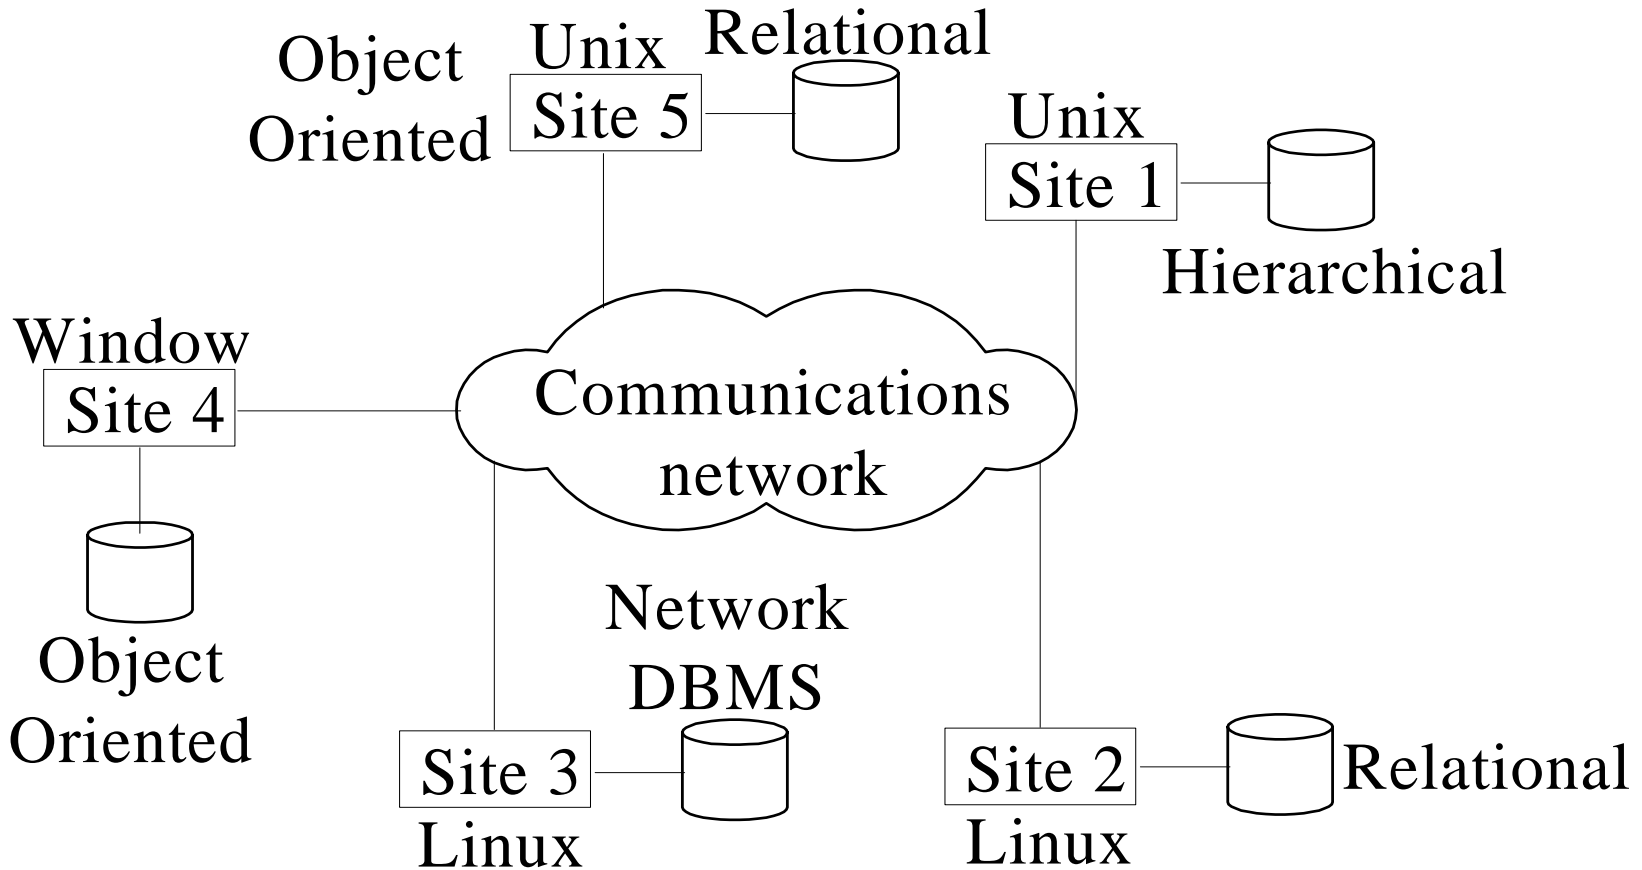 Object
Oriented
Unix
Site 5
Relational
Unix
Site 1
Hierarchical
Window
Site 4
Object
Oriented
Communications
network
Network
DBMS
Site 3
Linux
Site 2
Linux
Relational